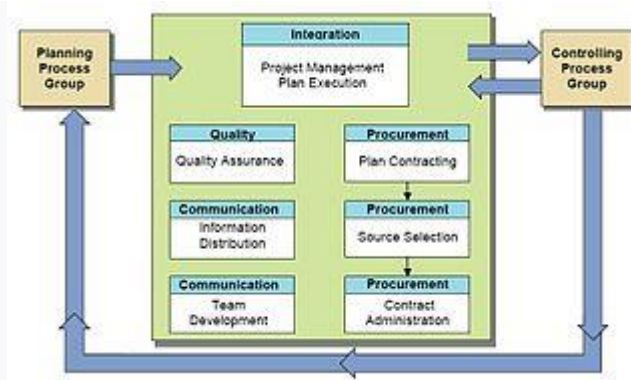 Planning
Process
Group
Integration
Project Management
Plan Execution
Controlling
Process
Group
Quality
Quality Assurance
Procurement
Plan Contracting
Communication
Information
Distribution
Procurement
Source Selection
Communication
Team
Development
Procurement
Contract
Administration